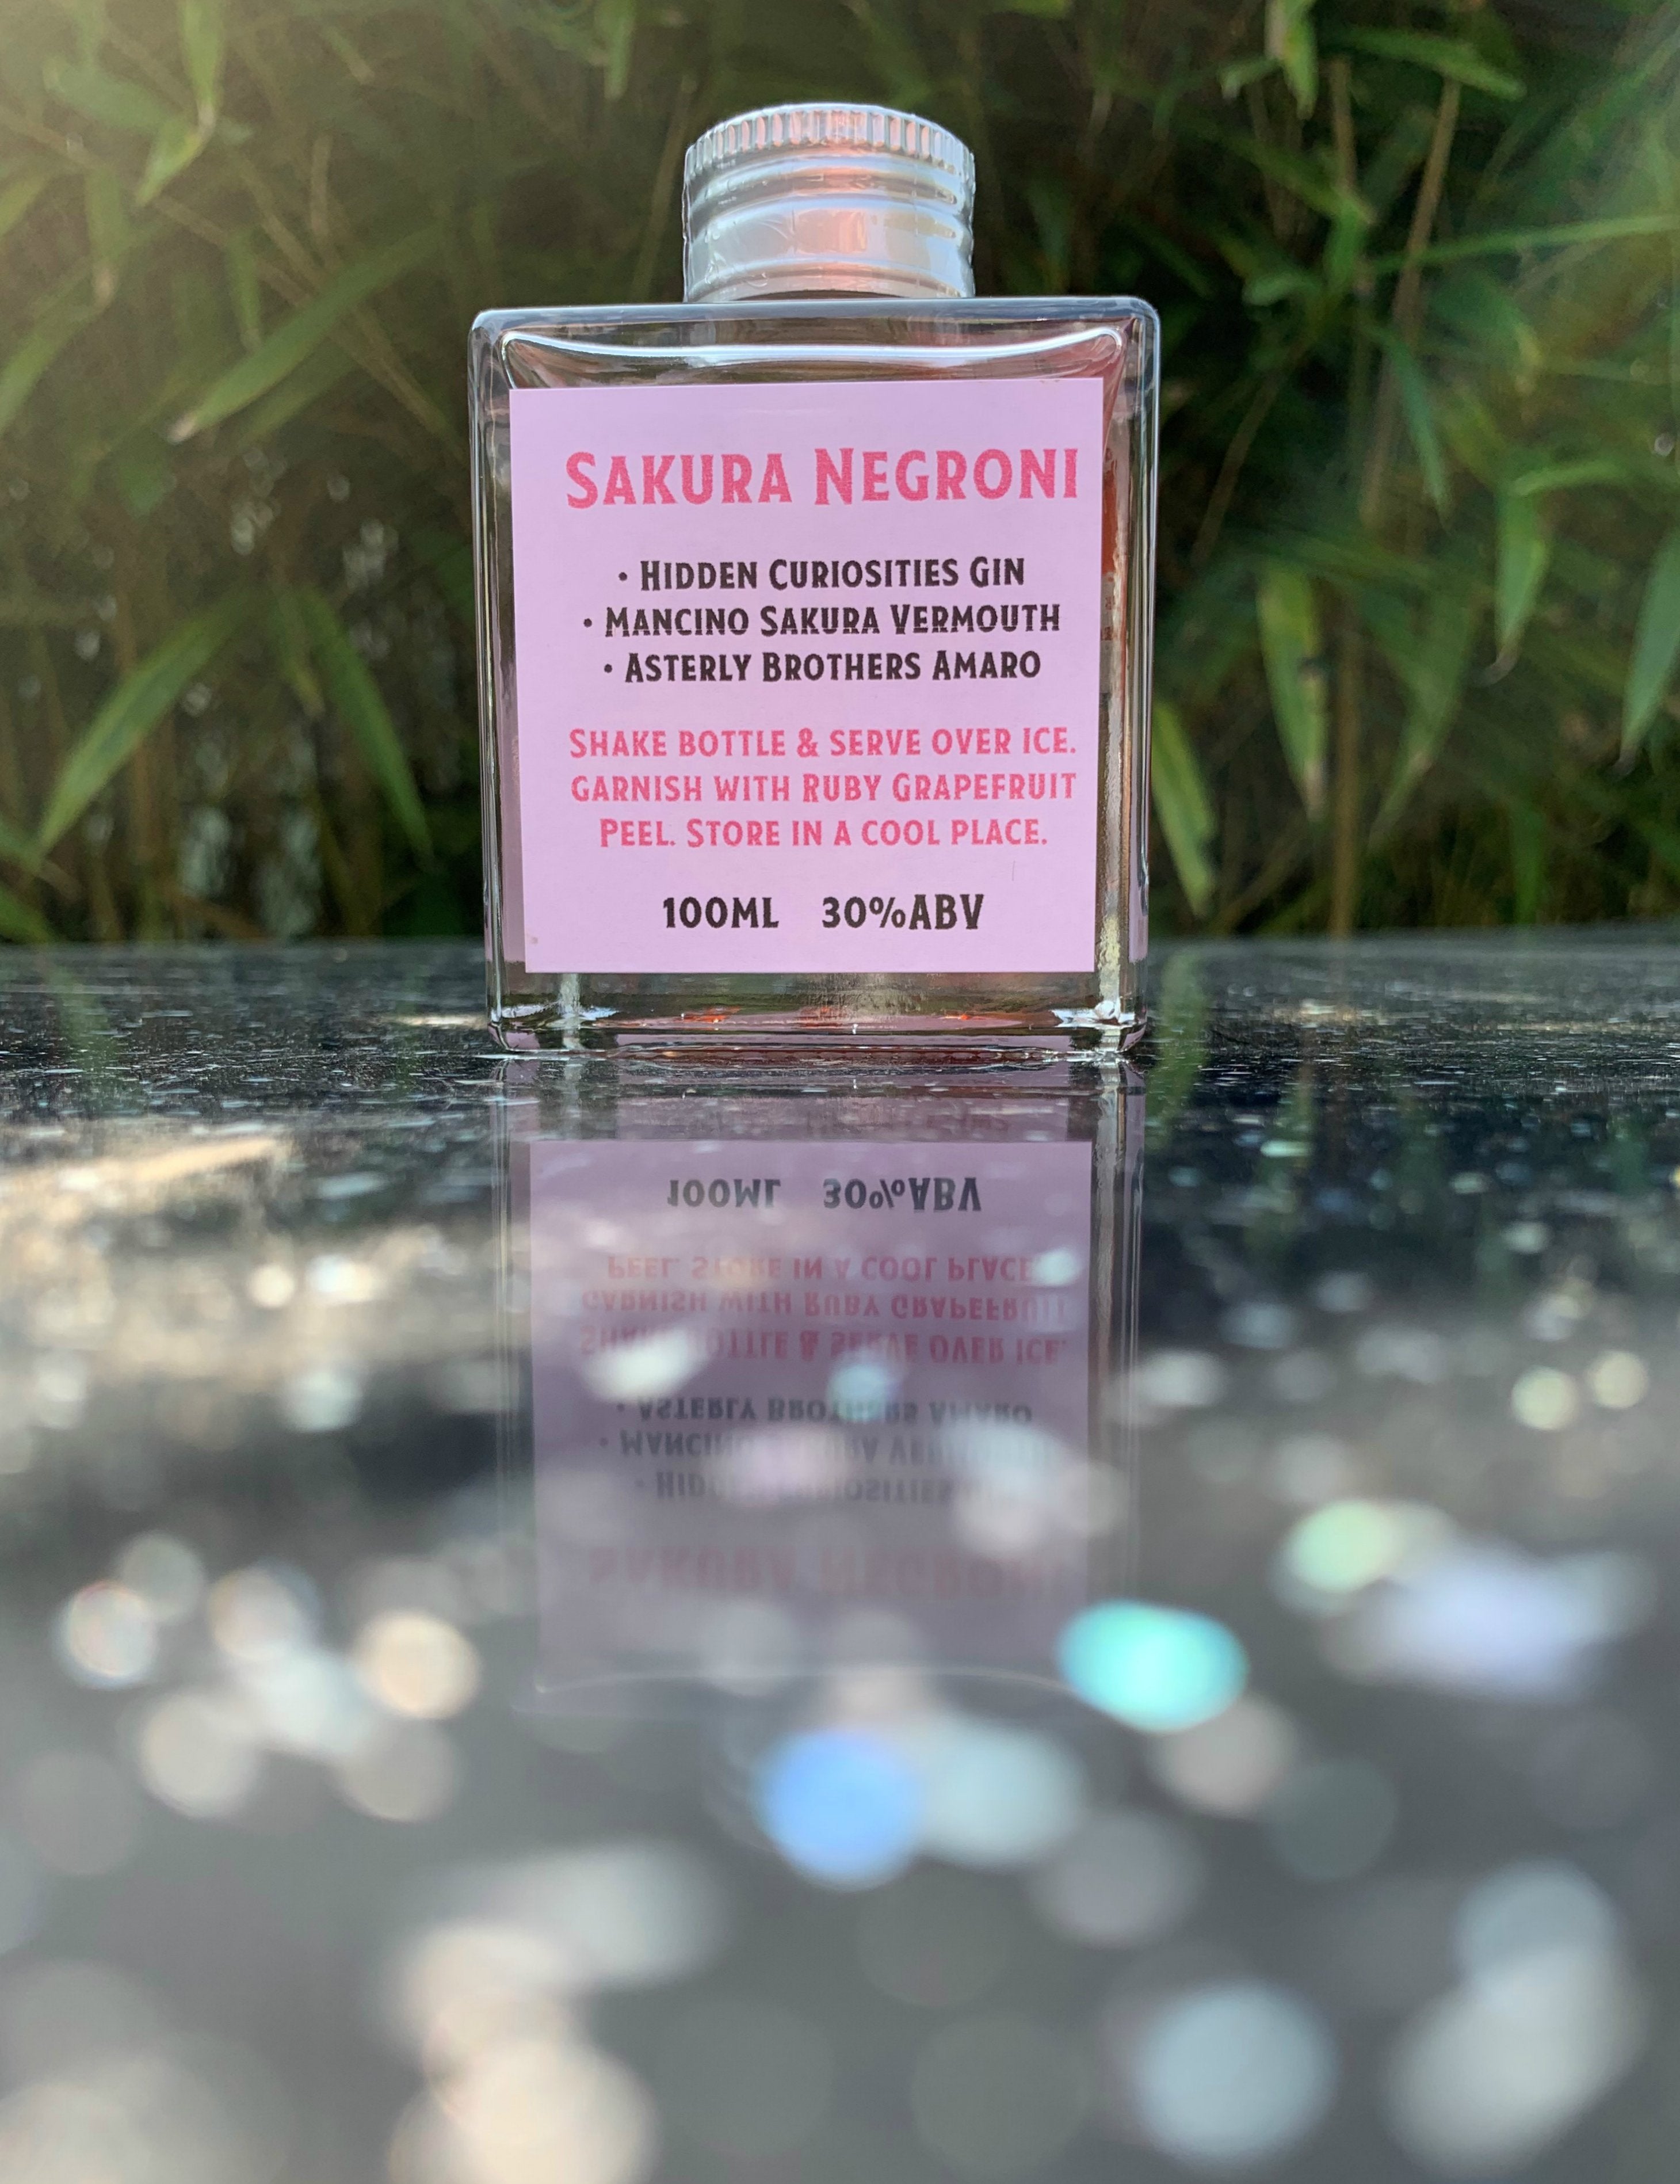 Sakura Negroni
• Hidden Curiosities Gin
• Mancino Sakura Vermouth
• Asterly Brothers Amaro
Shake bottle & serve over ice.
garnish with Ruby Grapefruit
Peel. Store in a cool place.
100ml 30%ABV